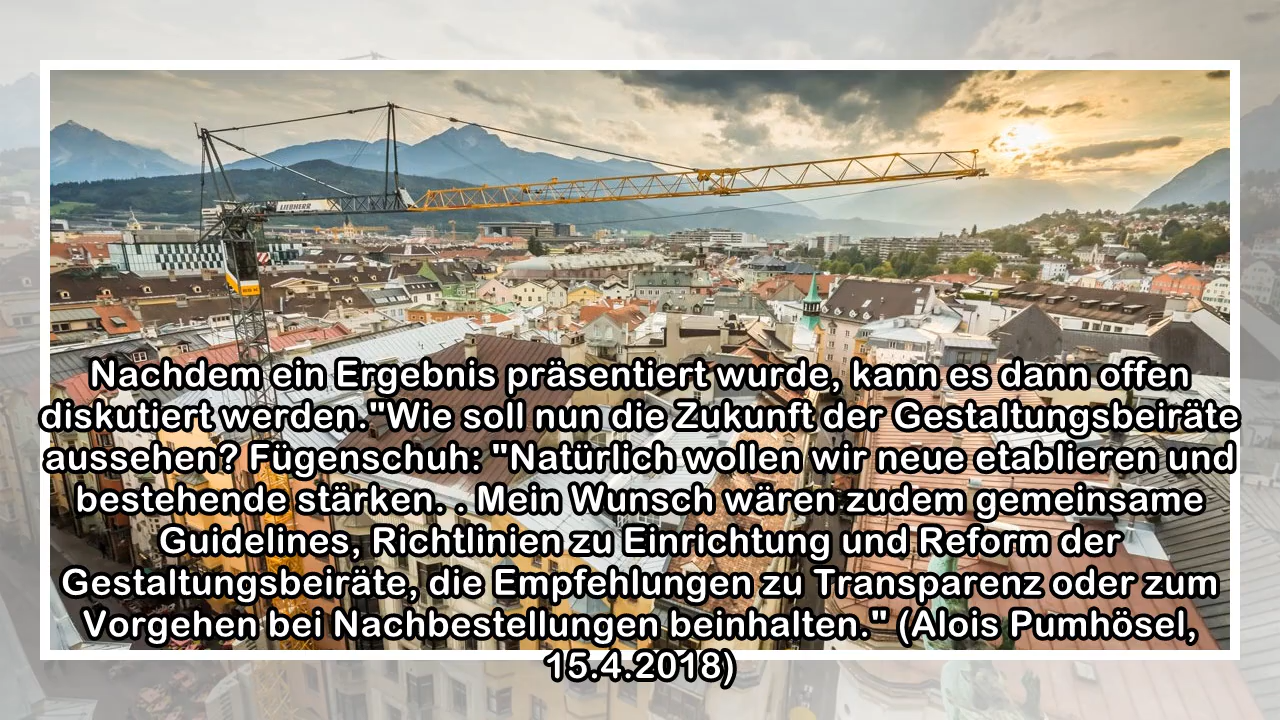 LIEBHERR
Nachdem ein Ergebnis präsentiert wurde, kann es dann offen
diskutiert werden."Wie soll nun die Zukunft der Gestaltungsbeiräte
aussehen? Fügenschuh: "Natürlich wollen wir neue etablieren und
bestehende stärken. . Mein Wunsch wären zudem gemeinsame
Guidelines, Richtlinien zu Einrichtung und Reform der
Gestaltungsbeiräte, die Empfehlungen zu Transparenz oder zum
Vorgehen bei Nachbestellungen beinhalten." (Alois Pumhösel,
15.4.2018)